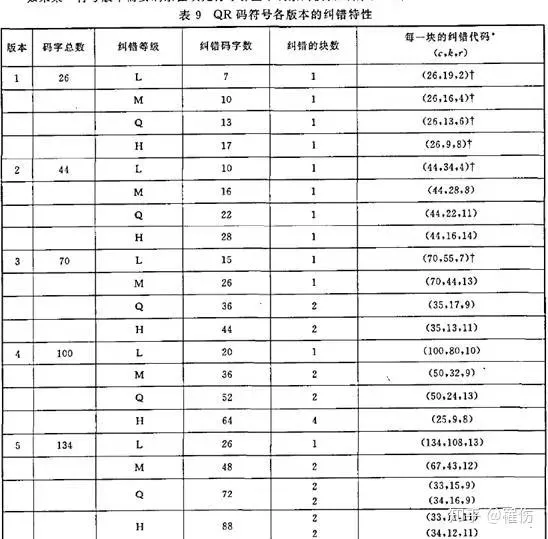 表 9 QR 码符号各版本的纠错特性
版本 码字总数 纠错等级 纠错码字数 纠错的块数 每一块的纠错代码*
(c,k,r)
1 26 L 7 1 (26,19,2)†
M 10 1 (26,16,4)†
Q 13 1 (26,13,6)†
H 17 1 (26,9,8)†
2 44 L 10 1 (44,34,4)†
M 16 1 (44,28,8)
Q 22 1 (44,22,11)
H 28 1 (44,16,14)
3 70 L 15 1 (70,55,7)†
M 26 1 (70,44,13)
Q 36 2 (35,17,9)
H 44 2 (35,13,11)
4 100 L 20 1 (100,80,10)
M 36 2 (50,32,9)
Q 52 2 (50,24,13)
H 64 4 (25,9,8)
5 134 L 26 1 (134,108,13)
M 48 2 (67,43,12)
Q 72 2 (33,15,9)
2 (34,16,9)
H 88 2 (33,11,11)
2 (34,12,11)
知乎 @罹伤